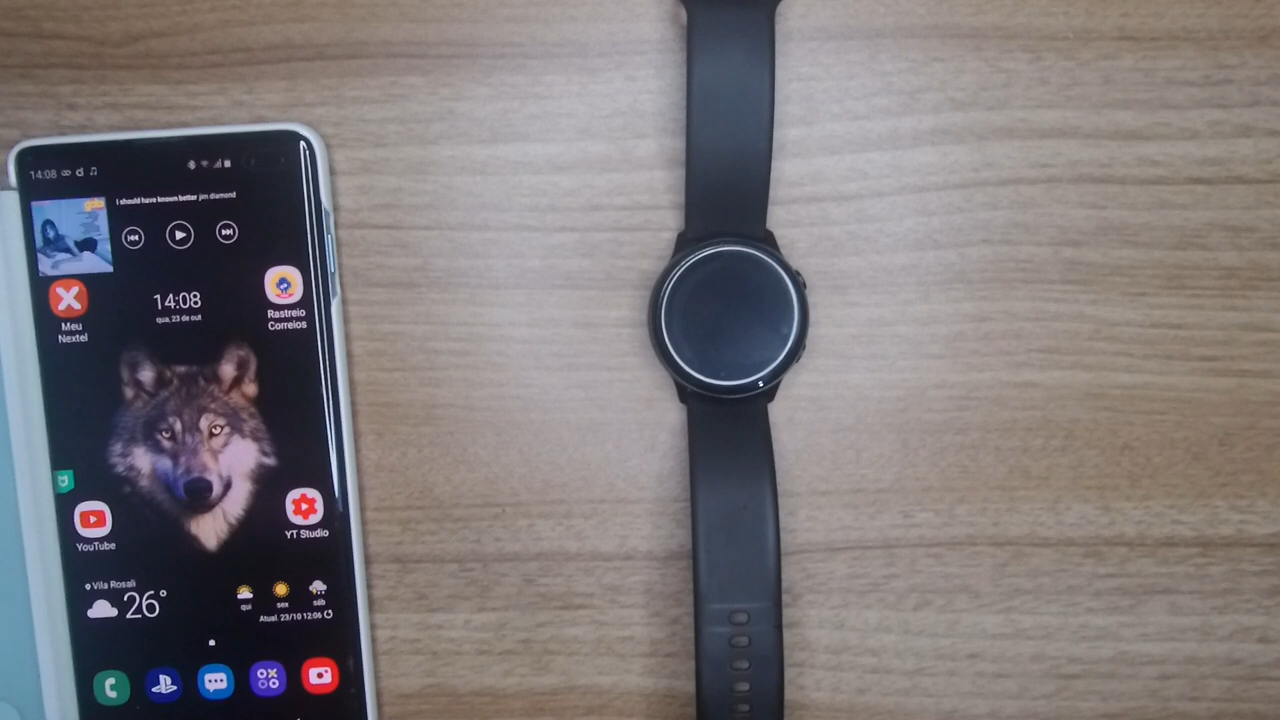 14:08
I should have known better jim diamond
gabi
14:08
qua, 23 de out
Meu
Nextel
Rastreio
Correios
YouTube
YT Studio
Vila Rosali
26°
qui
sex
sáb
Atual. 23/10 12:06